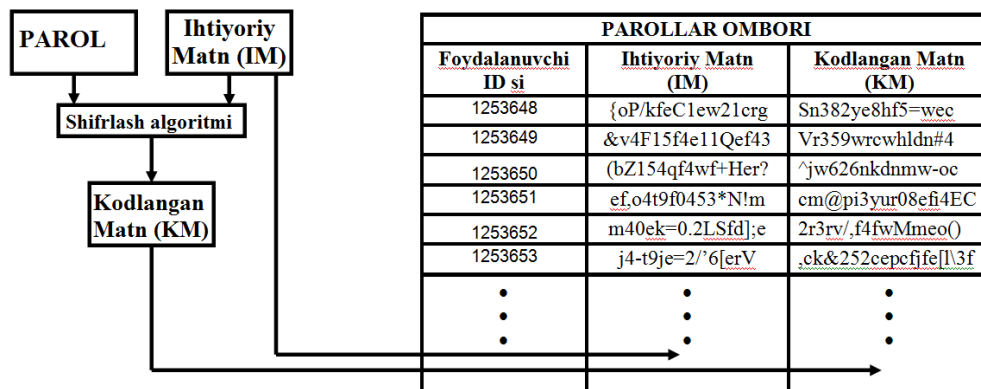 PAROL
Ihtiyoriy
Matn (IM)
Shifrlash algoritmi
Kodlangan
Matn (KM)
PAROLLAR OMBORI
Foydalanuvchi
ID si
Ihtiyoriy Matn
(IM)
Kodlangan Matn
(KM)
1253648 {oP/kfeC1ew21crg Sn382ye8hf5=wec
1253649 &v4F15f4e11Qef43 Vr359wrcwhldn#4
1253650 (bZ154qf4wf+Her? ^jw626nkdnmw-oc
1253651 ef,o4t9f0453*N!m cm@pi3yur08efi4EC
1253652 m40ek=0.2LSfd];e 2r3rv/,f4fwMmeo()
1253653 j4-t9je=2/’6[erV ,ck&252cepcfjfe[l\3f